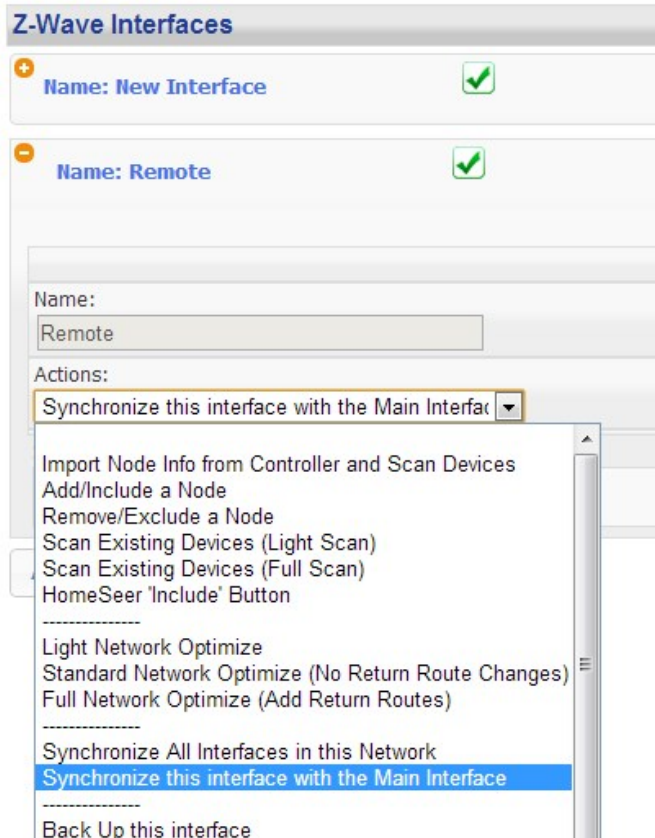 Z-Wave Interfaces
Name: New Interface
Name: Remote
Name:
Remote
Actions:
Synchronize this interface with the Main Interfac
Import Node Info from Controller and Scan Devices
Add/Include a Node
Remove/Exclude a Node
Scan Existing Devices (Light Scan)
Scan Existing Devices (Full Scan)
HomeSeer 'Include' Button
---------------
Light Network Optimize
Standard Network Optimize (No Return Route Changes)
Full Network Optimize (Add Return Routes)
---------------
Synchronize All Interfaces in this Network
Synchronize this interface with the Main Interface
---------------
Back Up this interface